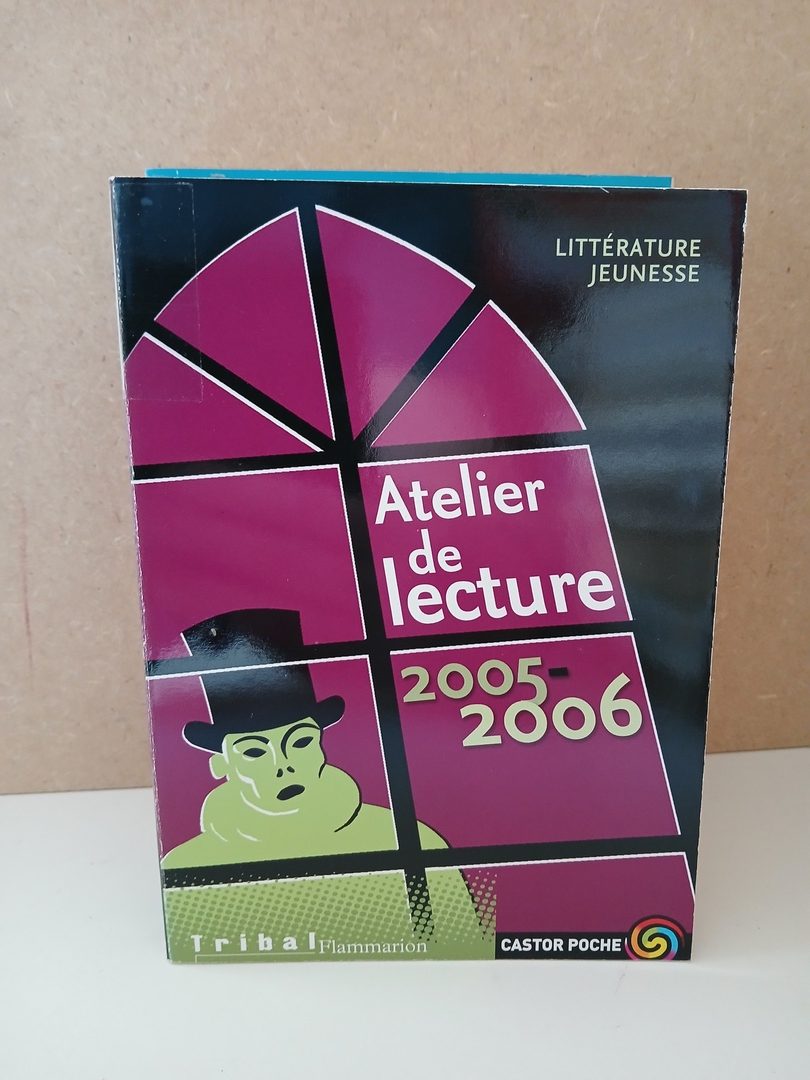 LITTÉRATURE
JEUNESSE
Atelier
de
lecture
2005-
2006
Tribal Flammarion
CASTOR POCHE